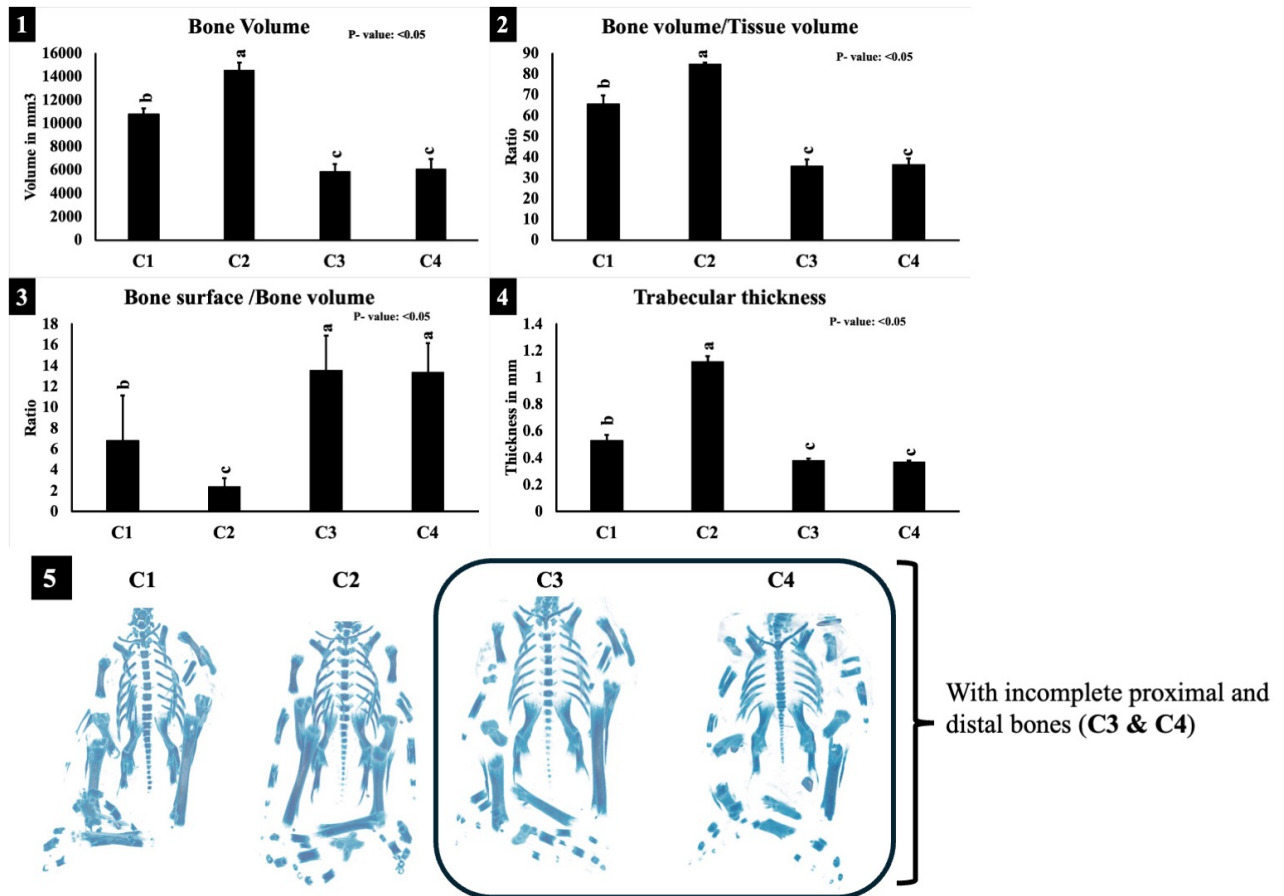 1
Bone Volume
P- value: <0.05
Volume in mm3
16000
14000
12000
10000
8000
6000
4000
2000
0
b
a
c
c
C1 C2 C3 C4
2
Bone volume/Tissue volume
P- value: <0.05
Ratio
90
80
70
60
50
40
30
20
10
0
b
a
c
c
C1 C2 C3 C4
3
Bone surface /Bone volume
P- value: <0.05
Ratio
18
16
14
12
10
8
6
4
2
0
b
c
a
a
C1 C2 C3 C4
4
Trabecular thickness
P- value: <0.05
Thickness in mm
1.4
1.2
1
0.8
0.6
0.4
0.2
0
b
a
c
c
C1 C2 C3 C4
5
C1 C2 C3 C4
With incomplete proximal and
distal bones (C3 & C4)